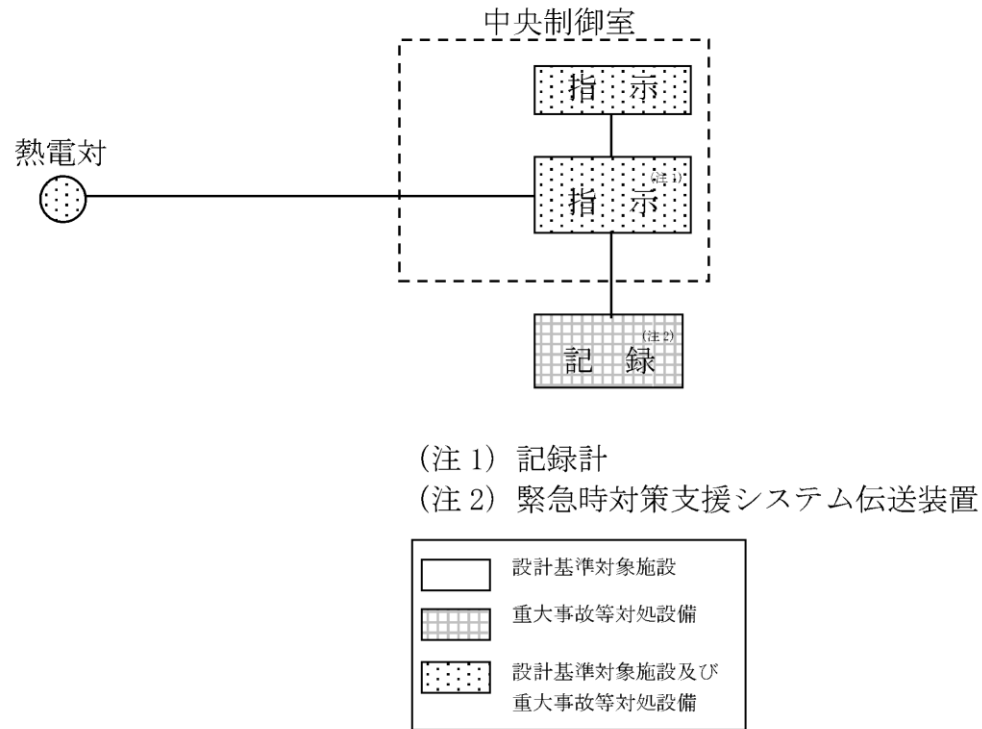 中央制御室
指　示
熱電対
指　示(注1)
記　録(注2)
(注 1) 記録計
(注 2) 緊急時対策支援システム伝送装置
設計基準対象施設
重大事故等対処設備
設計基準対象施設及び
重大事故等対処設備